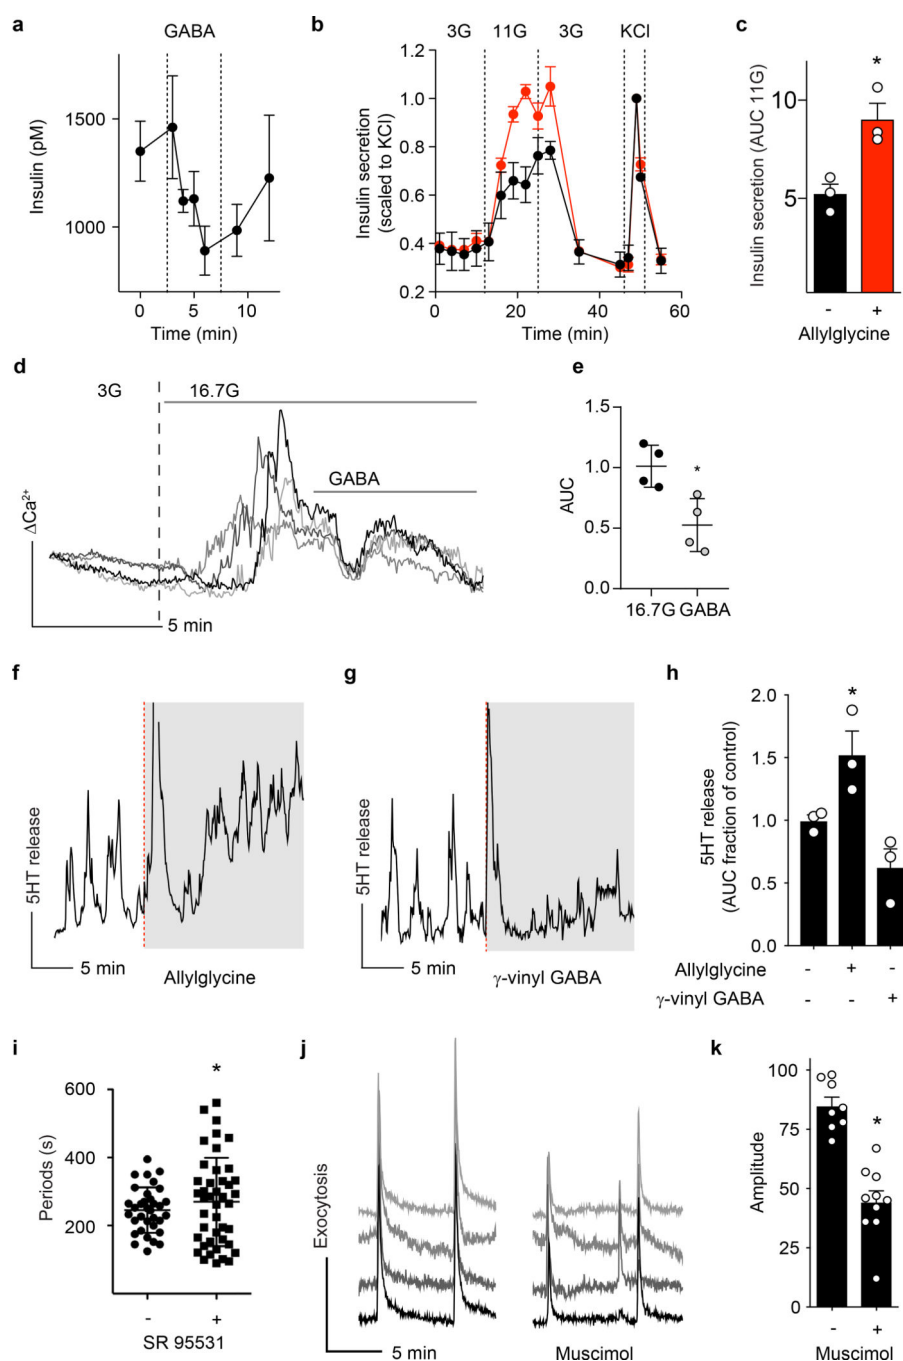 a
GABA
Insulin (pM)
1500
1000
0
5
10
Time (min)
b
3G 11G 3G KCl
Insulin secretion
(scaled to KCl)
1.2
1.0
0.8
0.6
0.4
0.2
0 20 40 60
Time (min)
c
*
Insulin secretion (AUC 11G)
10
5
- +
Allylglycine
d
3G 16.7G
GABA
ΔCa2+
5 min
e
1.5
1.0
0.5
0.0
AUC
*
16.7G GABA
f
5HT release
5 min
Allylglycine
g
5HT release
5 min
γ-vinyl GABA
h
2.0
1.5
1.0
0.5
0.0
5HT release
(AUC fraction of control)
*
Allylglycine - + -
γ-vinyl GABA - - +
i
*
600
400
200
Periods (s)
- +
SR 95531
j
Exocytosis
5 min
Muscimol
k
100
75
50
25
0
Amplitude
*
- +
Muscimol